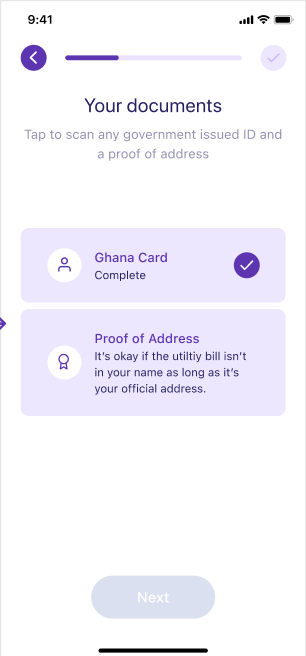 9:41
Your documents
Tap to scan any government issued ID and
a proof of address
Ghana Card
Complete
Proof of Address
It's okay if the utiltiy bill isn't
in your name as long as it's
your official address.
Next